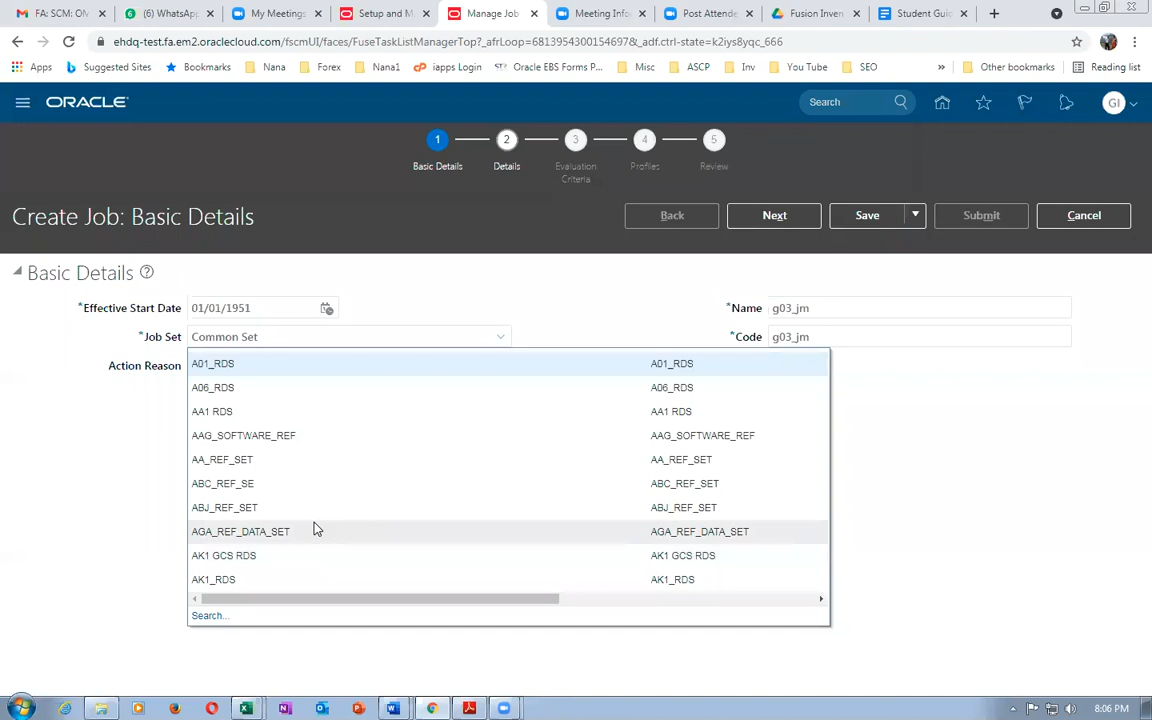 FA: SCM: OM
(6) WhatsApp
My Meetings
Setup and M
Manage Job
Meeting Info
Post Attende
Fusion Inven
Student Guid
ehdq-test.fa.em2.oraclecloud.com/fscmUI/faces/FuseTaskListManagerTop?_afrLoop=6813954300154697&_adf.ctrl-state=k2iys8yqc_666
Apps
Suggested Sites
Bookmarks
Nana
Forex
Nana1
iapps Login
Oracle EBS Forms P...
Misc
ASCP
Inv
You Tube
SEO
»
Other bookmarks
Reading list
ORACLE
Search
GI
1
2
3
4
5
Basic Details
Details
Evaluation
Criteria
Profiles
Review
Create Job: Basic Details
Back
Next
Save
Submit
Cancel
Basic Details
*Effective Start Date 01/01/1951
*Name g03_jm
*Job Set Common Set
*Code g03_jm
Action Reason
A01_RDS A01_RDS
A06_RDS A06_RDS
AA1 RDS AA1 RDS
AAG_SOFTWARE_REF AAG_SOFTWARE_REF
AA_REF_SET AA_REF_SET
ABC_REF_SE ABC_REF_SET
ABJ_REF_SET ABJ_REF_SET
AGA_REF_DATA_SET AGA_REF_DATA_SET
AK1 GCS RDS AK1 GCS RDS
AK1_RDS AK1_RDS
Search...
8:06 PM